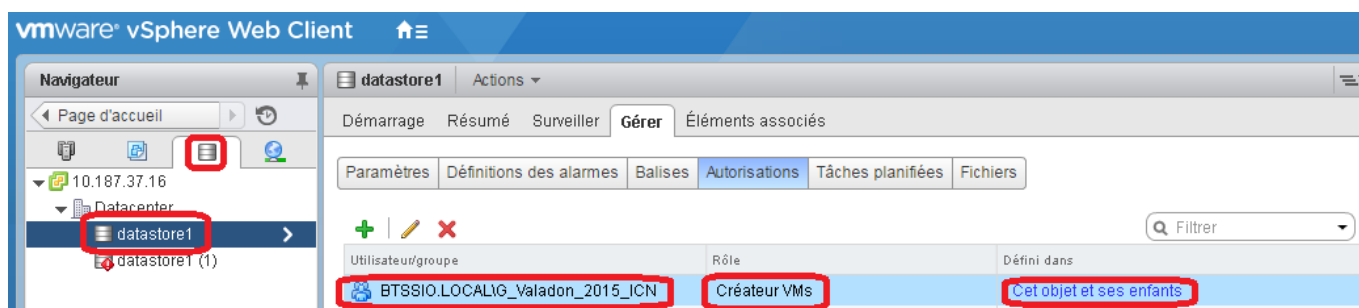 vmware® vSphere Web Client
Navigateur
datastore1 Actions
Page d'accueil
Démarrage Résumé Surveiller Gérer Éléments associés
10.187.37.16
Paramètres Définitions des alarmes Balises Autorisations Tâches planifiées Fichiers
Datacenter
datastore1
Filtrer
datastore1 (1)
Utilisateur/groupe Rôle Défini dans
BTSSIO.LOCAL\G_Valadon_2015_ICN Créateur VMs Cet objet et ses enfants